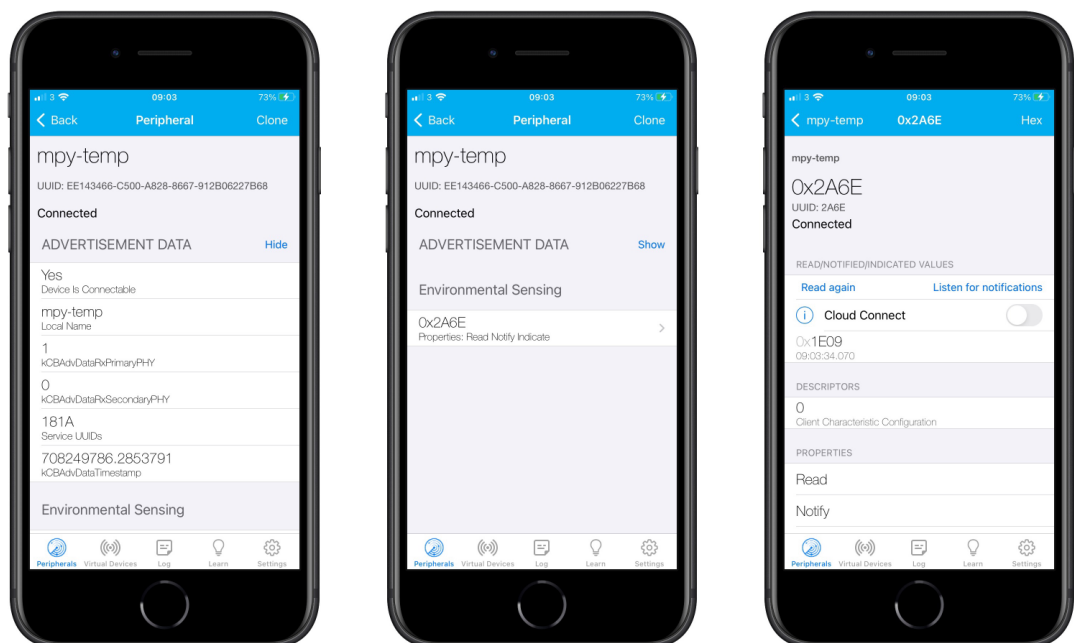 3 09:03 73%
Back Peripheral Clone
mpy-temp
UUID: EE143466-C500-A828-8667-912B06227B68
Connected
ADVERTISEMENT DATA Hide
Yes
Device Is Connectable
mpy-temp
Local Name
1
kCBAdvDataRxPrimaryPHY
0
kCBAdvDataRxSecondaryPHY
181A
Service UUIDs
708249786.2853791
kCBAdvDataTimestamp
Environmental Sensing
Peripherals Virtual Devices Log Learn Settings
3 09:03 73%
Back Peripheral Clone
mpy-temp
UUID: EE143466-C500-A828-8667-912B06227B68
Connected
ADVERTISEMENT DATA Show
Environmental Sensing
0x2A6E
Properties: Read Notify Indicate
Peripherals Virtual Devices Log Learn Settings
3 09:03 73%
mpy-temp 0x2A6E Hex
mpy-temp
0x2A6E
UUID: 2A6E
Connected
READ/NOTIFIED/INDICATED VALUES
Read again Listen for notifications
i Cloud Connect
0x1E09
09:03:34.070
DESCRIPTORS
0
Client Characteristic Configuration
PROPERTIES
Read
Notify
Peripherals Virtual Devices Log Learn Settings